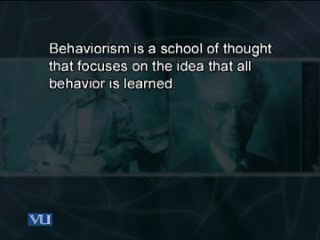 Behaviorism is a school of thought
that focuses on the idea that all
behavior is learned.
VU